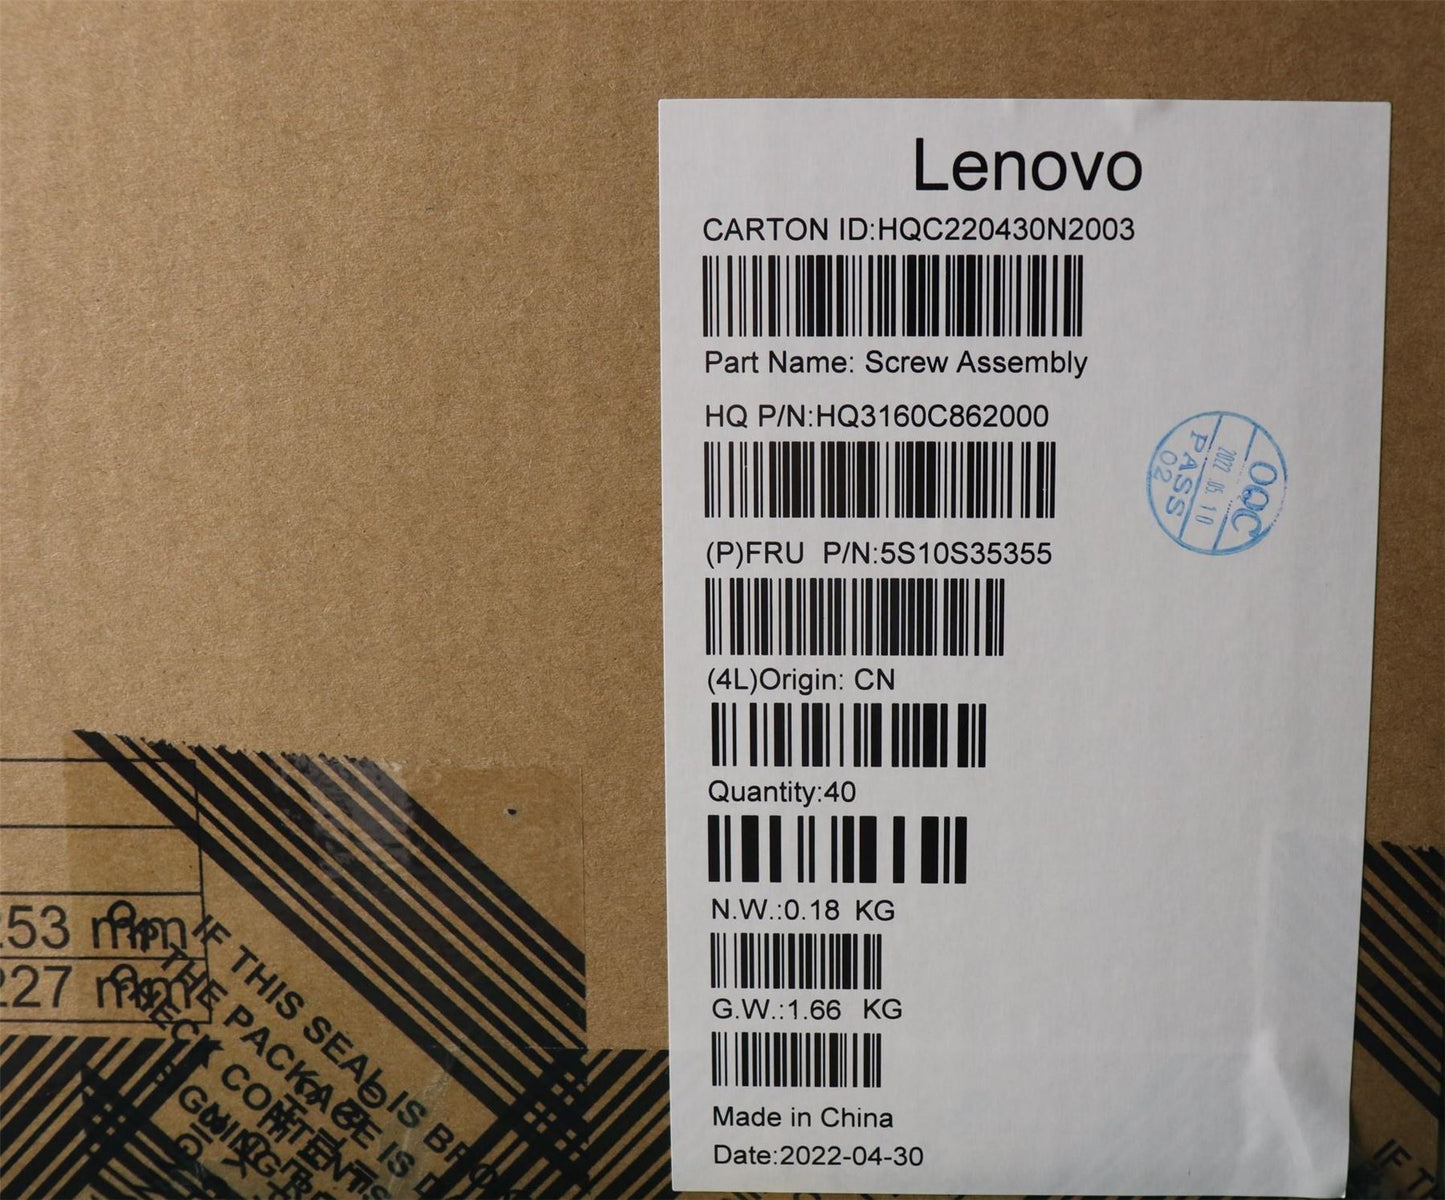 Lenovo
CARTON ID:HQC220430N2003
Part Name: Screw Assembly
HQ P/N:HQ3160C862000
(P)FRU P/N:5S10S35355
(4L)Origin: CN
Quantity:40
N.W.:0.18 KG
G.W.:1.66 KG
Made in China
Date:2022-04-30
OQC
2022.05.10
PASS
02
53 mm
227 mm
IF THIS SEAL IS
THE PACKAGE IS
CHECK CONTENTS
IF